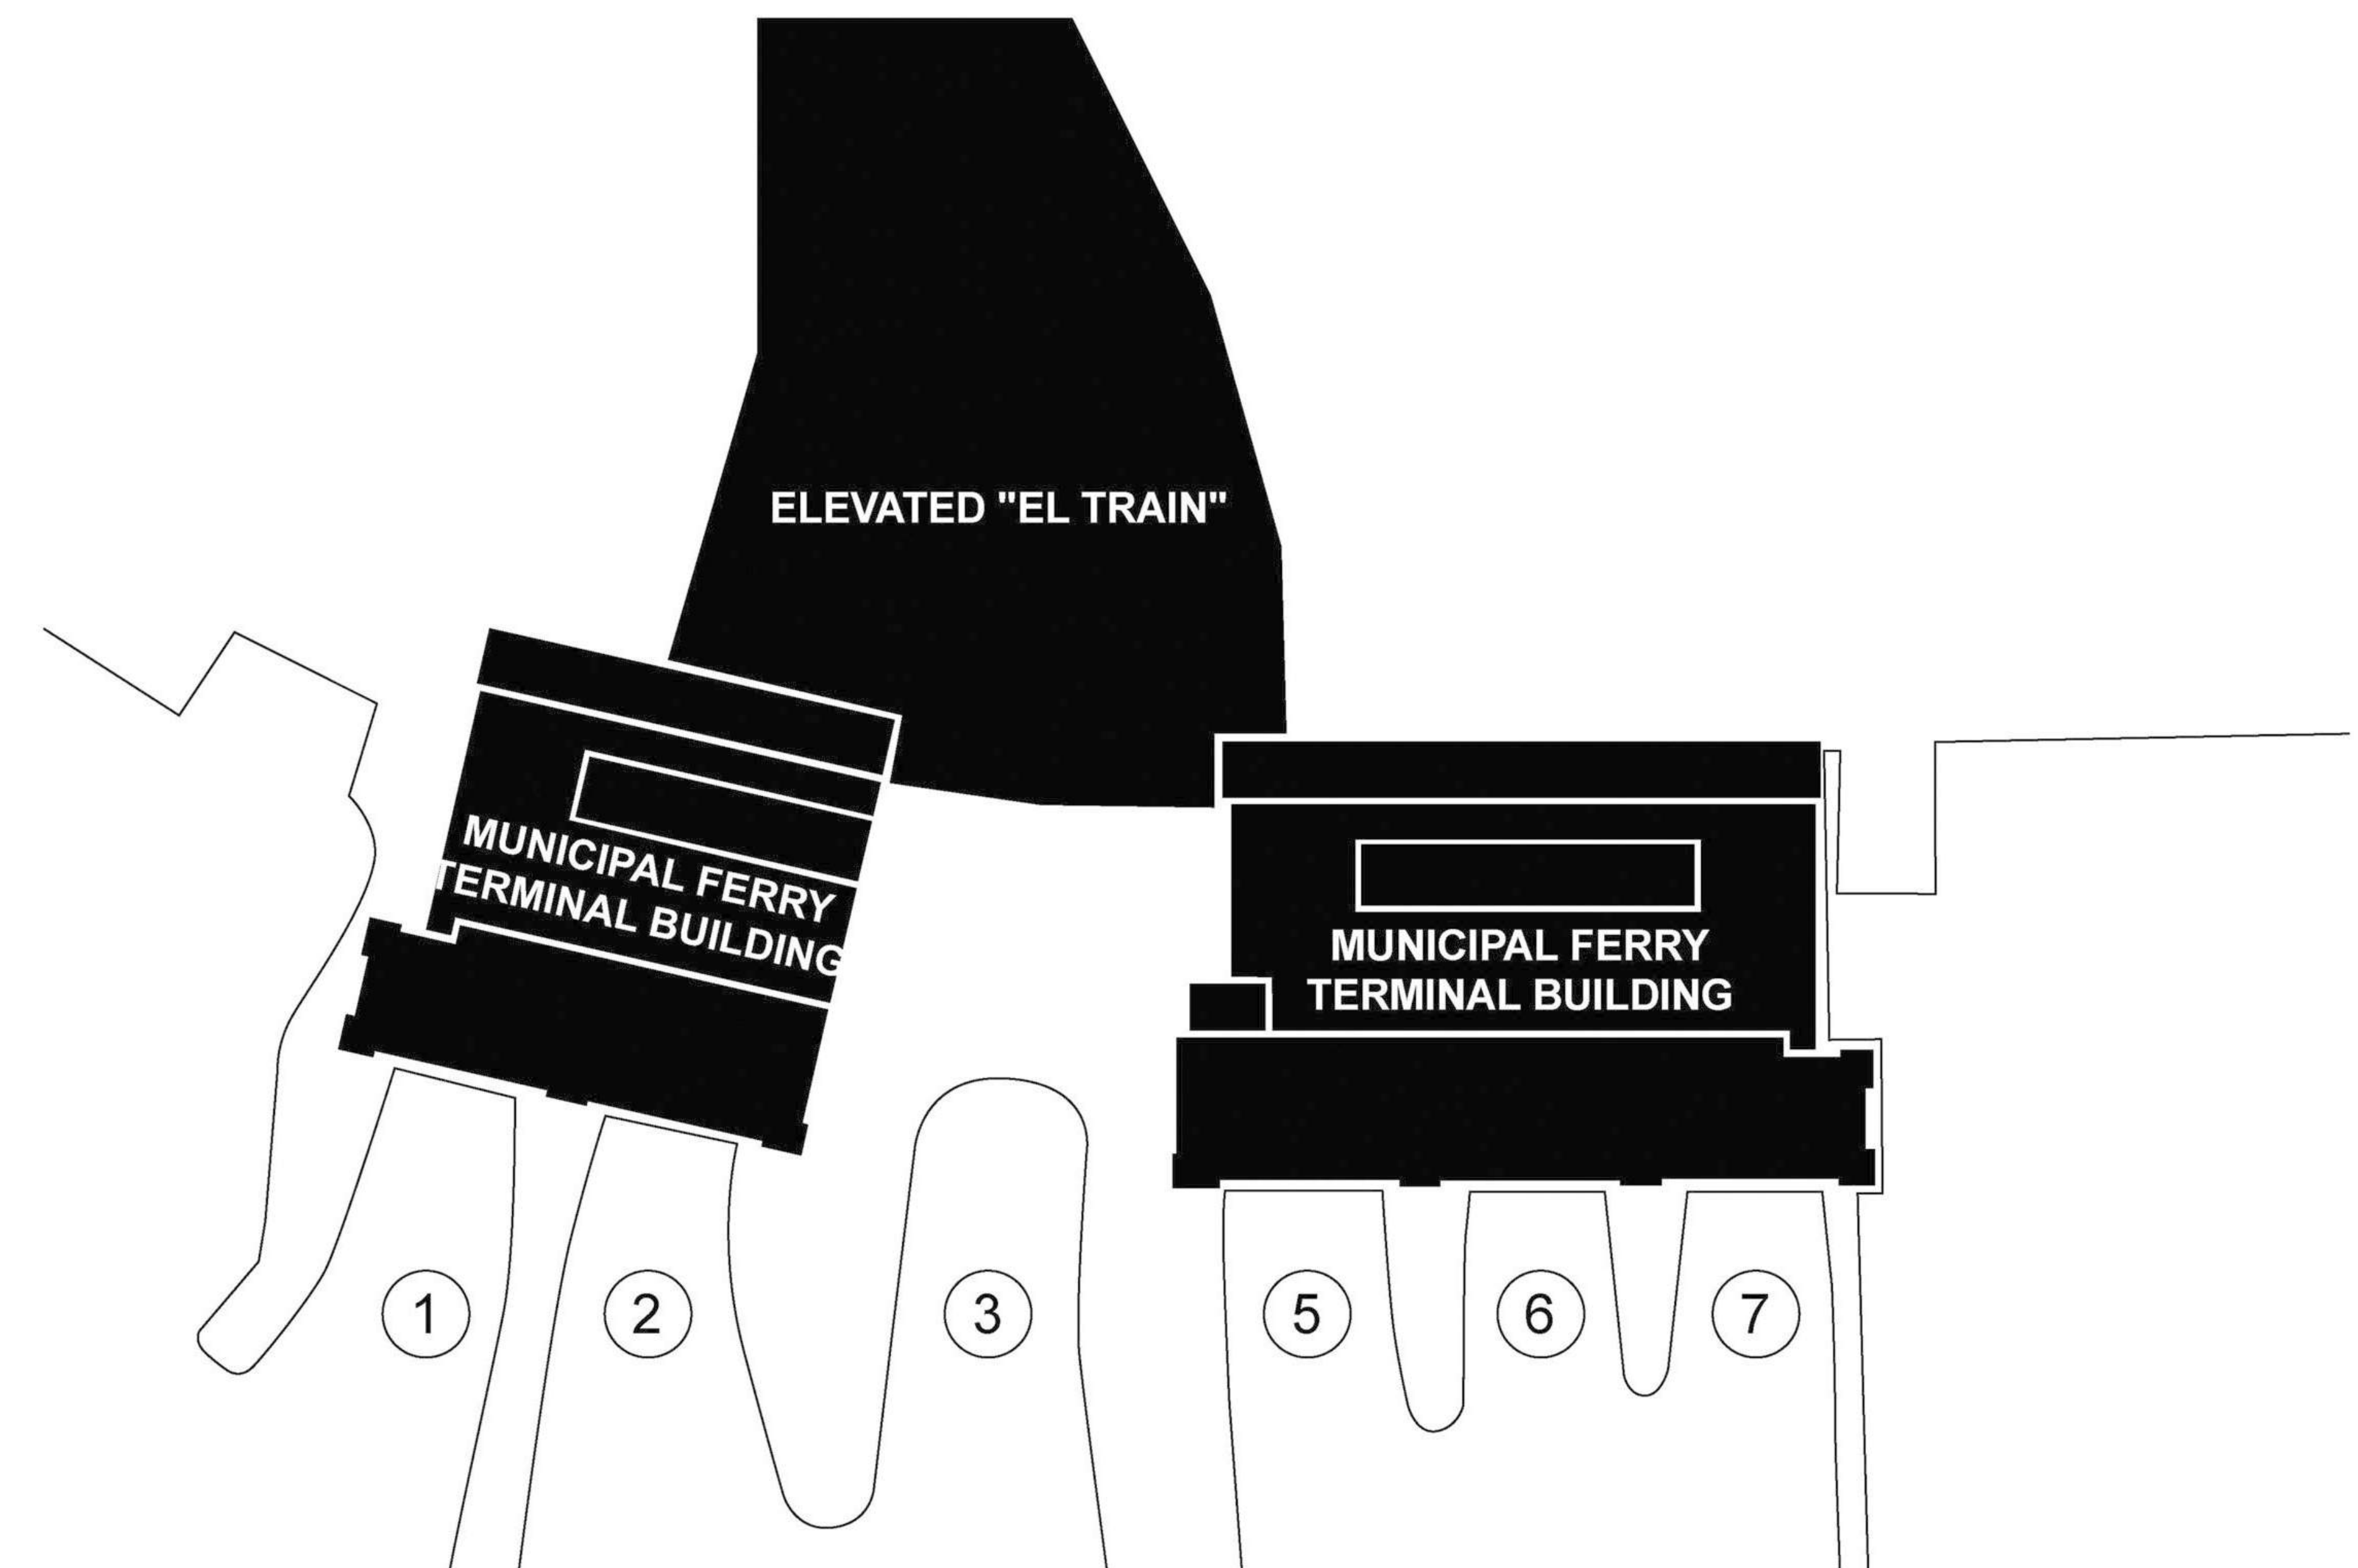 ELEVATED "EL TRAIN"
MUNICIPAL FERRY
TERMINAL BUILDING
MUNICIPAL FERRY
TERMINAL BUILDING
1
2
3
5
6
7